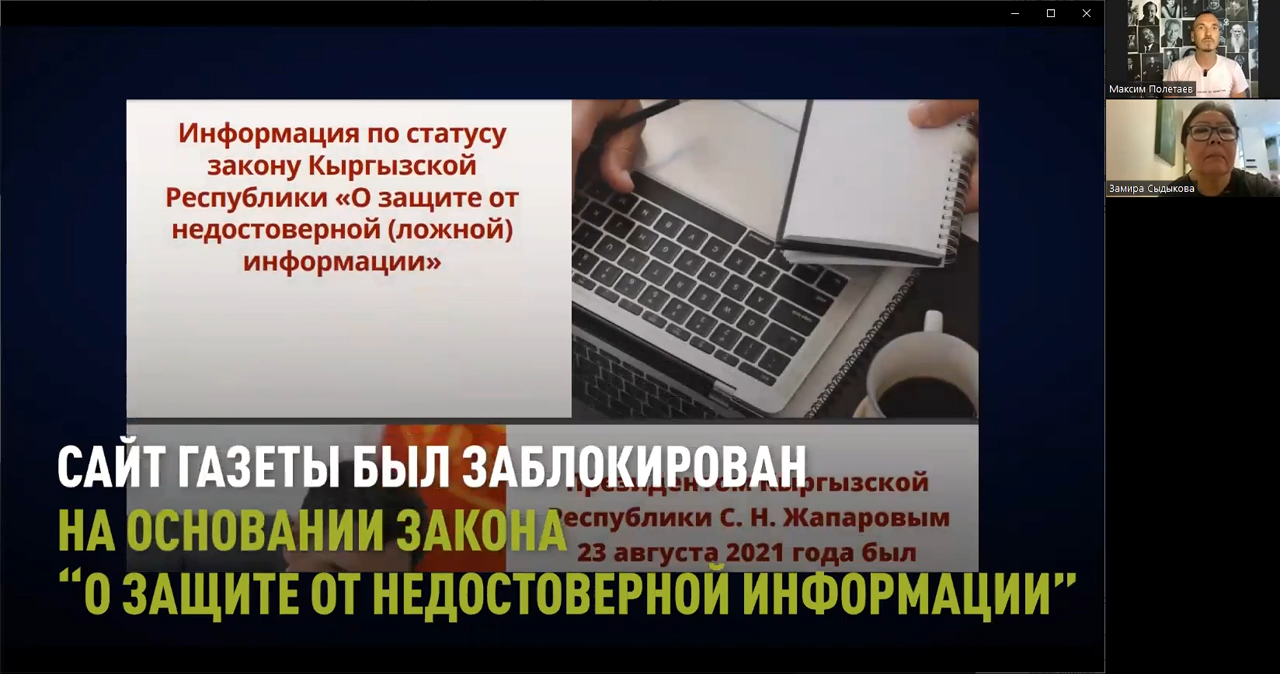 Информация по статусу
закону Кыргызской
Республики «О защите от
недостоверной (ложной)
информации»
Президентом Кыргызской
Республики С. Н. Жапаровым
23 августа 2021 года был
САЙТ ГАЗЕТЫ БЫЛ ЗАБЛОКИРОВАН
НА ОСНОВАНИИ ЗАКОНА
“О ЗАЩИТЕ ОТ НЕДОСТОВЕРНОЙ ИНФОРМАЦИИ”
Максим Полетаев
Замира Сыдыкова